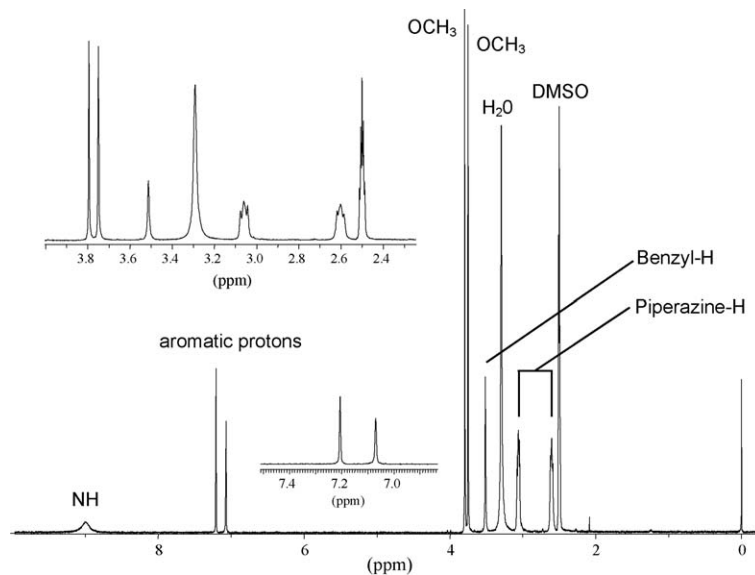 OCH3
OCH3
H20
DMSO
3.8 3.6 3.4 3.2 3.0 2.8 2.6 2.4
(ppm)
Benzyl-H
Piperazine-H
aromatic protons
7.4 7.2 7.0
(ppm)
NH
8 6 4 2 0
(ppm)